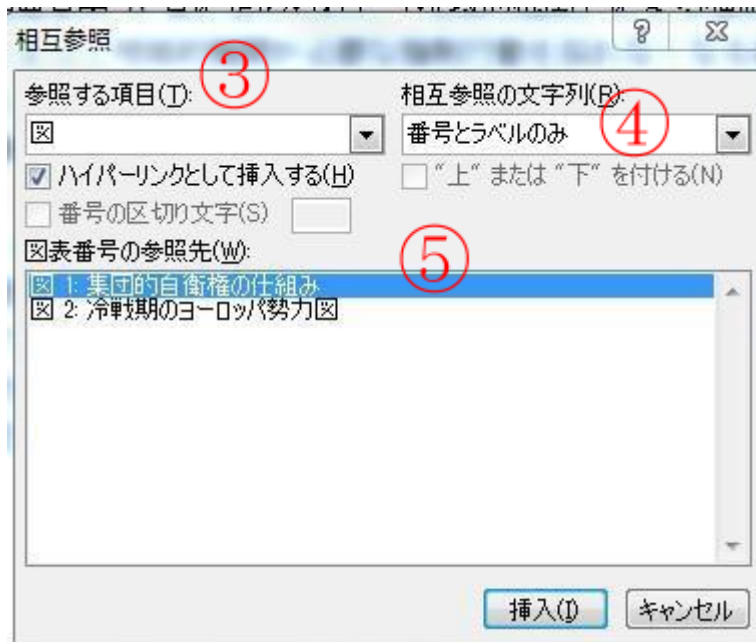 相互参照
③
参照する項目(T):
図
相互参照の文字列(R):
④
番号とラベルのみ
ハイパーリンクとして挿入する(H)
"上" または "下" を付ける(N)
番号の区切り文字(S)
図表番号の参照先(W):
⑤
図 1: 集団的自衛権の仕組み
図 2: 冷戦期のヨーロッパ勢力図
挿入(I)
キャンセル